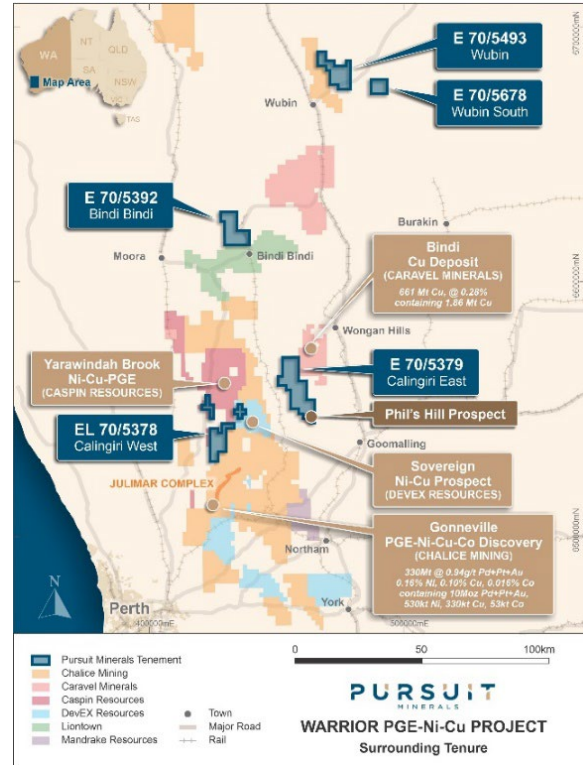 WA
NT
QLD
SA
NSW
VIC
TAS
Map Area
E 70/5493
Wubin
E 70/5678
Wubin South
Wubin
6700000mN
E 70/5392
Bindi Bindi
Burakin
Moora
Bindi Bindi
Bindi
Cu Deposit
(CARAVEL MINERALS)
661 Mt Cu, @ 0.28%
containing 1.86 Mt Cu
6600000mN
Wongan Hills
Yarawindah Brook
Ni-Cu-PGE
(CASPIN RESOURCES)
E 70/5379
Calingiri East
Phil's Hill Prospect
EL 70/5378
Calingiri West
Goomalling
Sovereign
Ni-Cu Prospect
(DEVEX RESOURCES)
JULIMAR COMPLEX
Gonneville
PGE-Ni-Cu-Co Discovery
(CHALICE MINING)
330Mt @ 0.94g/t Pd+Pt+Au
0.16% Ni, 0.10% Cu, 0.016% Co
containing 10Moz Pd+Pt+Au,
530kt Ni, 330kt Cu, 53kt Co
6500000mN
Northam
N
Perth
York
400000mE
500000mE
Pursuit Minerals Tenement
Chalice Mining
Caravel Minerals
Caspin Resources
DevEX Resources
Liontown
Mandrake Resources
Town
Major Road
Rail
0 50 100km
PURSUIT
MINERALS
WARRIOR PGE-Ni-Cu PROJECT
Surrounding Tenure